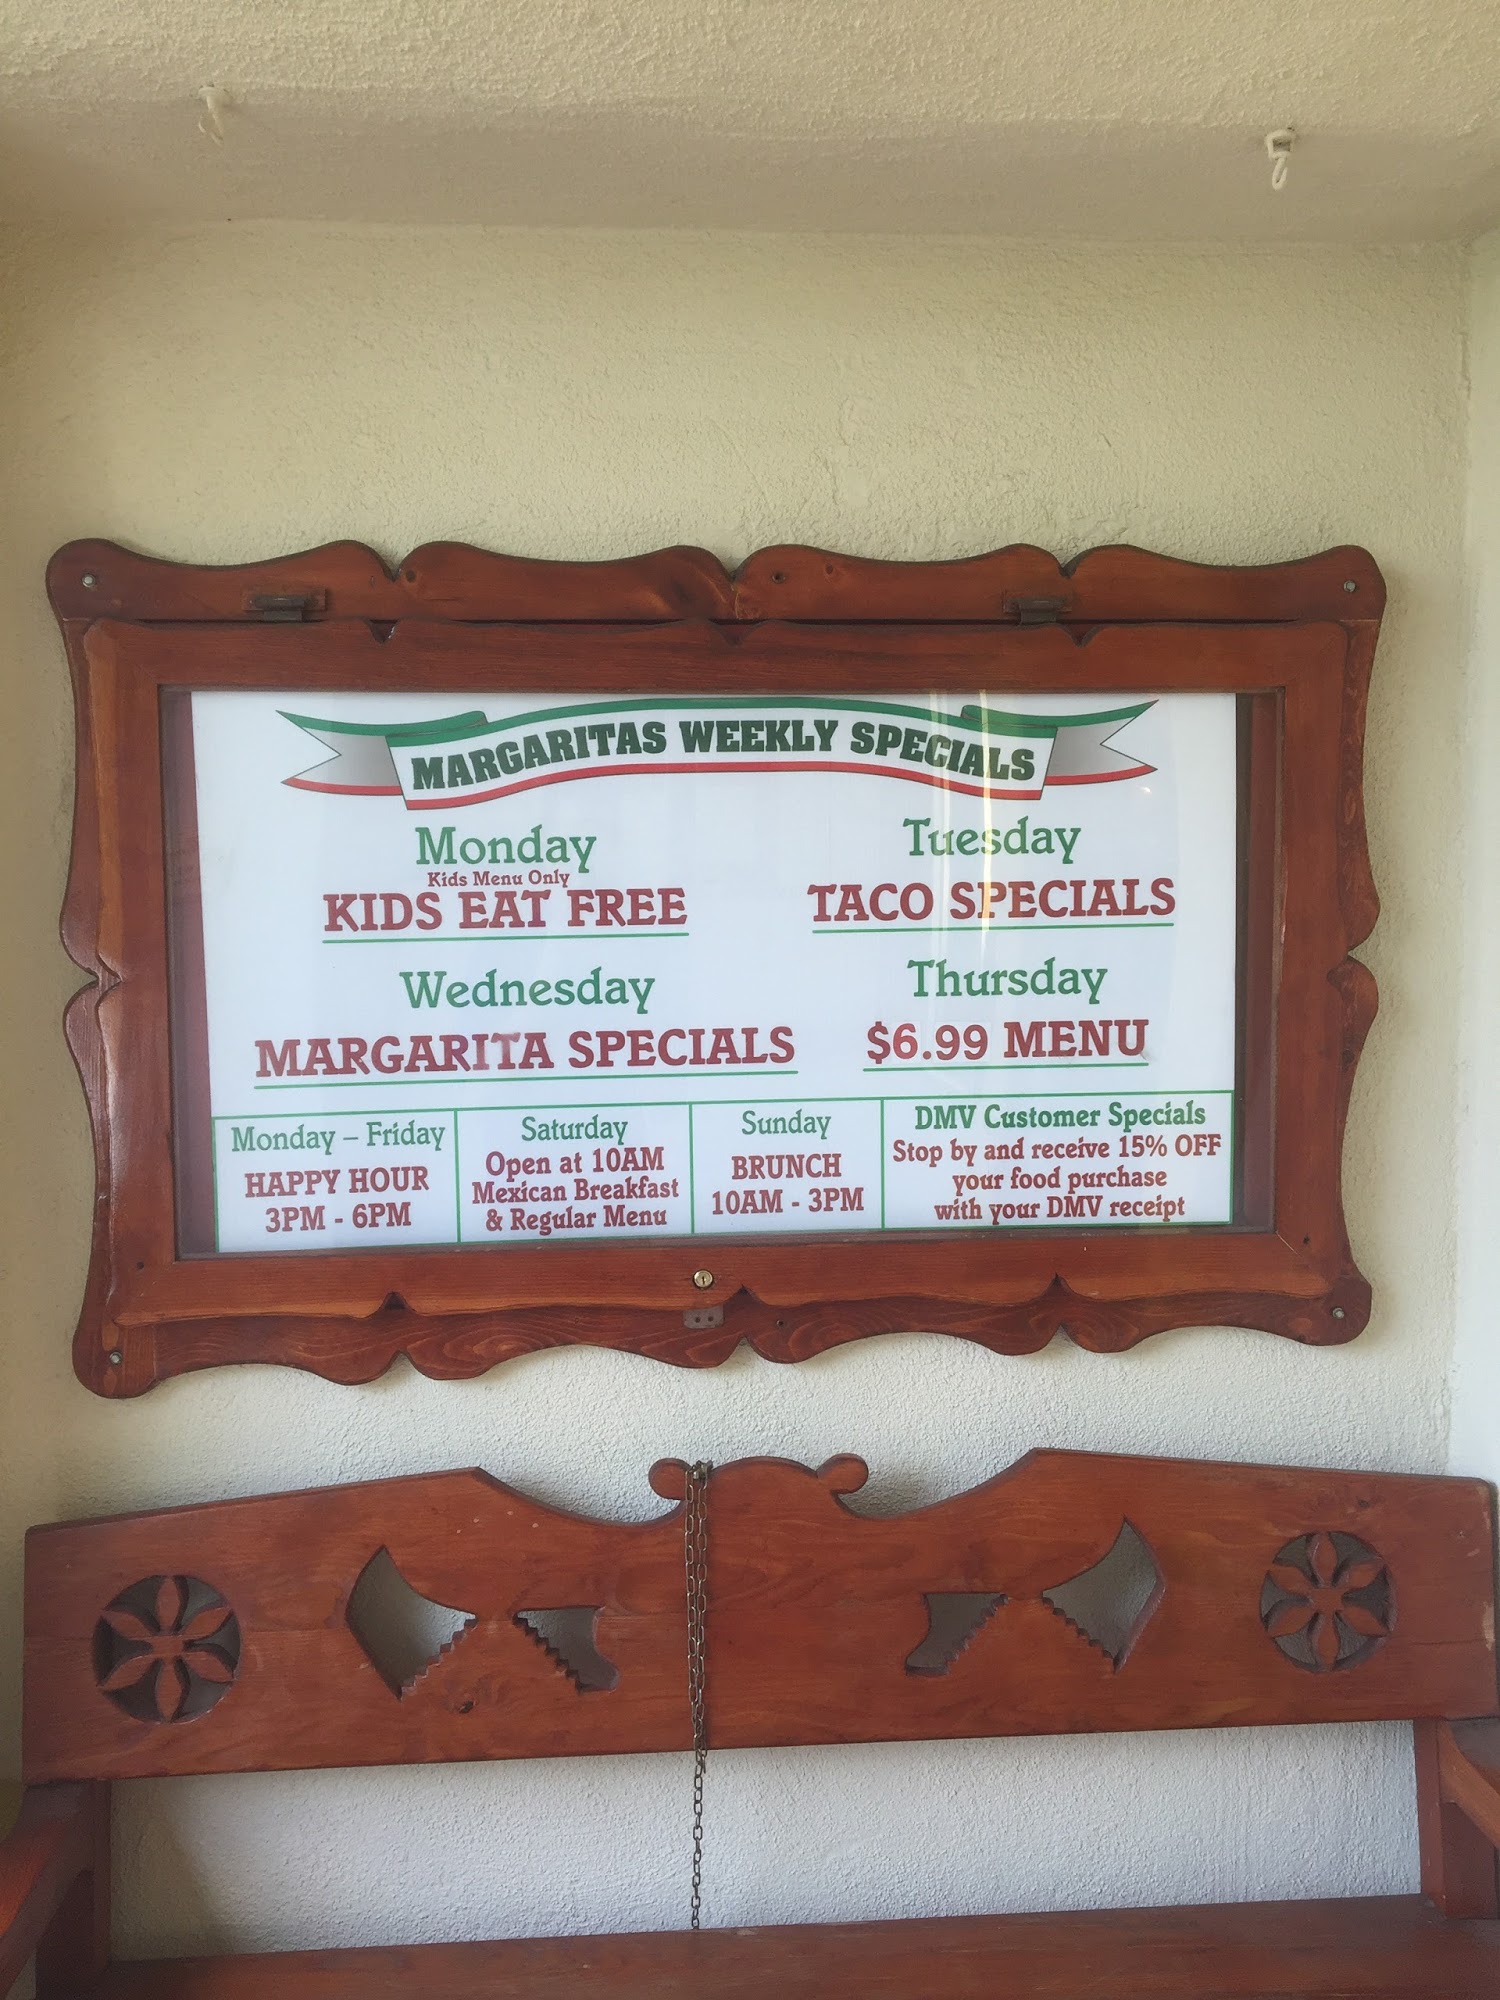 MARGARITAS WEEKLY SPECIALS
Monday
Kids Menu Only
KIDS EAT FREE
Tuesday
TACO SPECIALS
Wednesday
MARGARITA SPECIALS
Thursday
$6.99 MENU
Monday – Friday
HAPPY HOUR
3PM - 6PM
Saturday
Open at 10AM
Mexican Breakfast
& Regular Menu
Sunday
BRUNCH
10AM - 3PM
DMV Customer Specials
Stop by and receive 15% OFF
your food purchase
with your DMV receipt